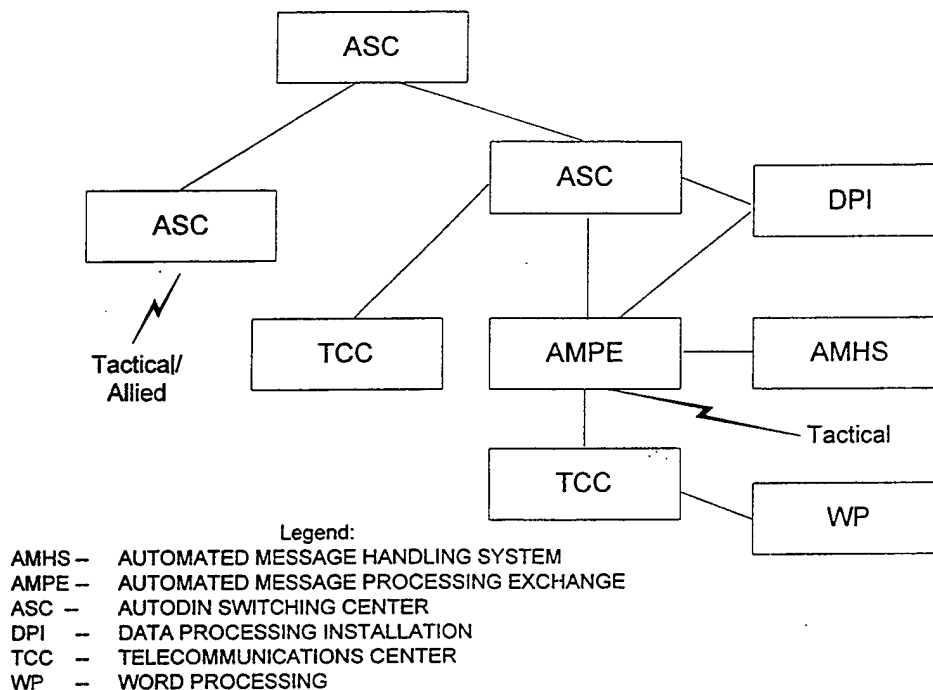 ASC
ASC
DPI
ASC
TCC
AMPE
AMHS
Tactical/
Allied
Tactical
TCC
WP
Legend:
AMHS – AUTOMATED MESSAGE HANDLING SYSTEM
AMPE – AUTOMATED MESSAGE PROCESSING EXCHANGE
ASC – AUTODIN SWITCHING CENTER
DPI – DATA PROCESSING INSTALLATION
TCC – TELECOMMUNICATIONS CENTER
WP – WORD PROCESSING